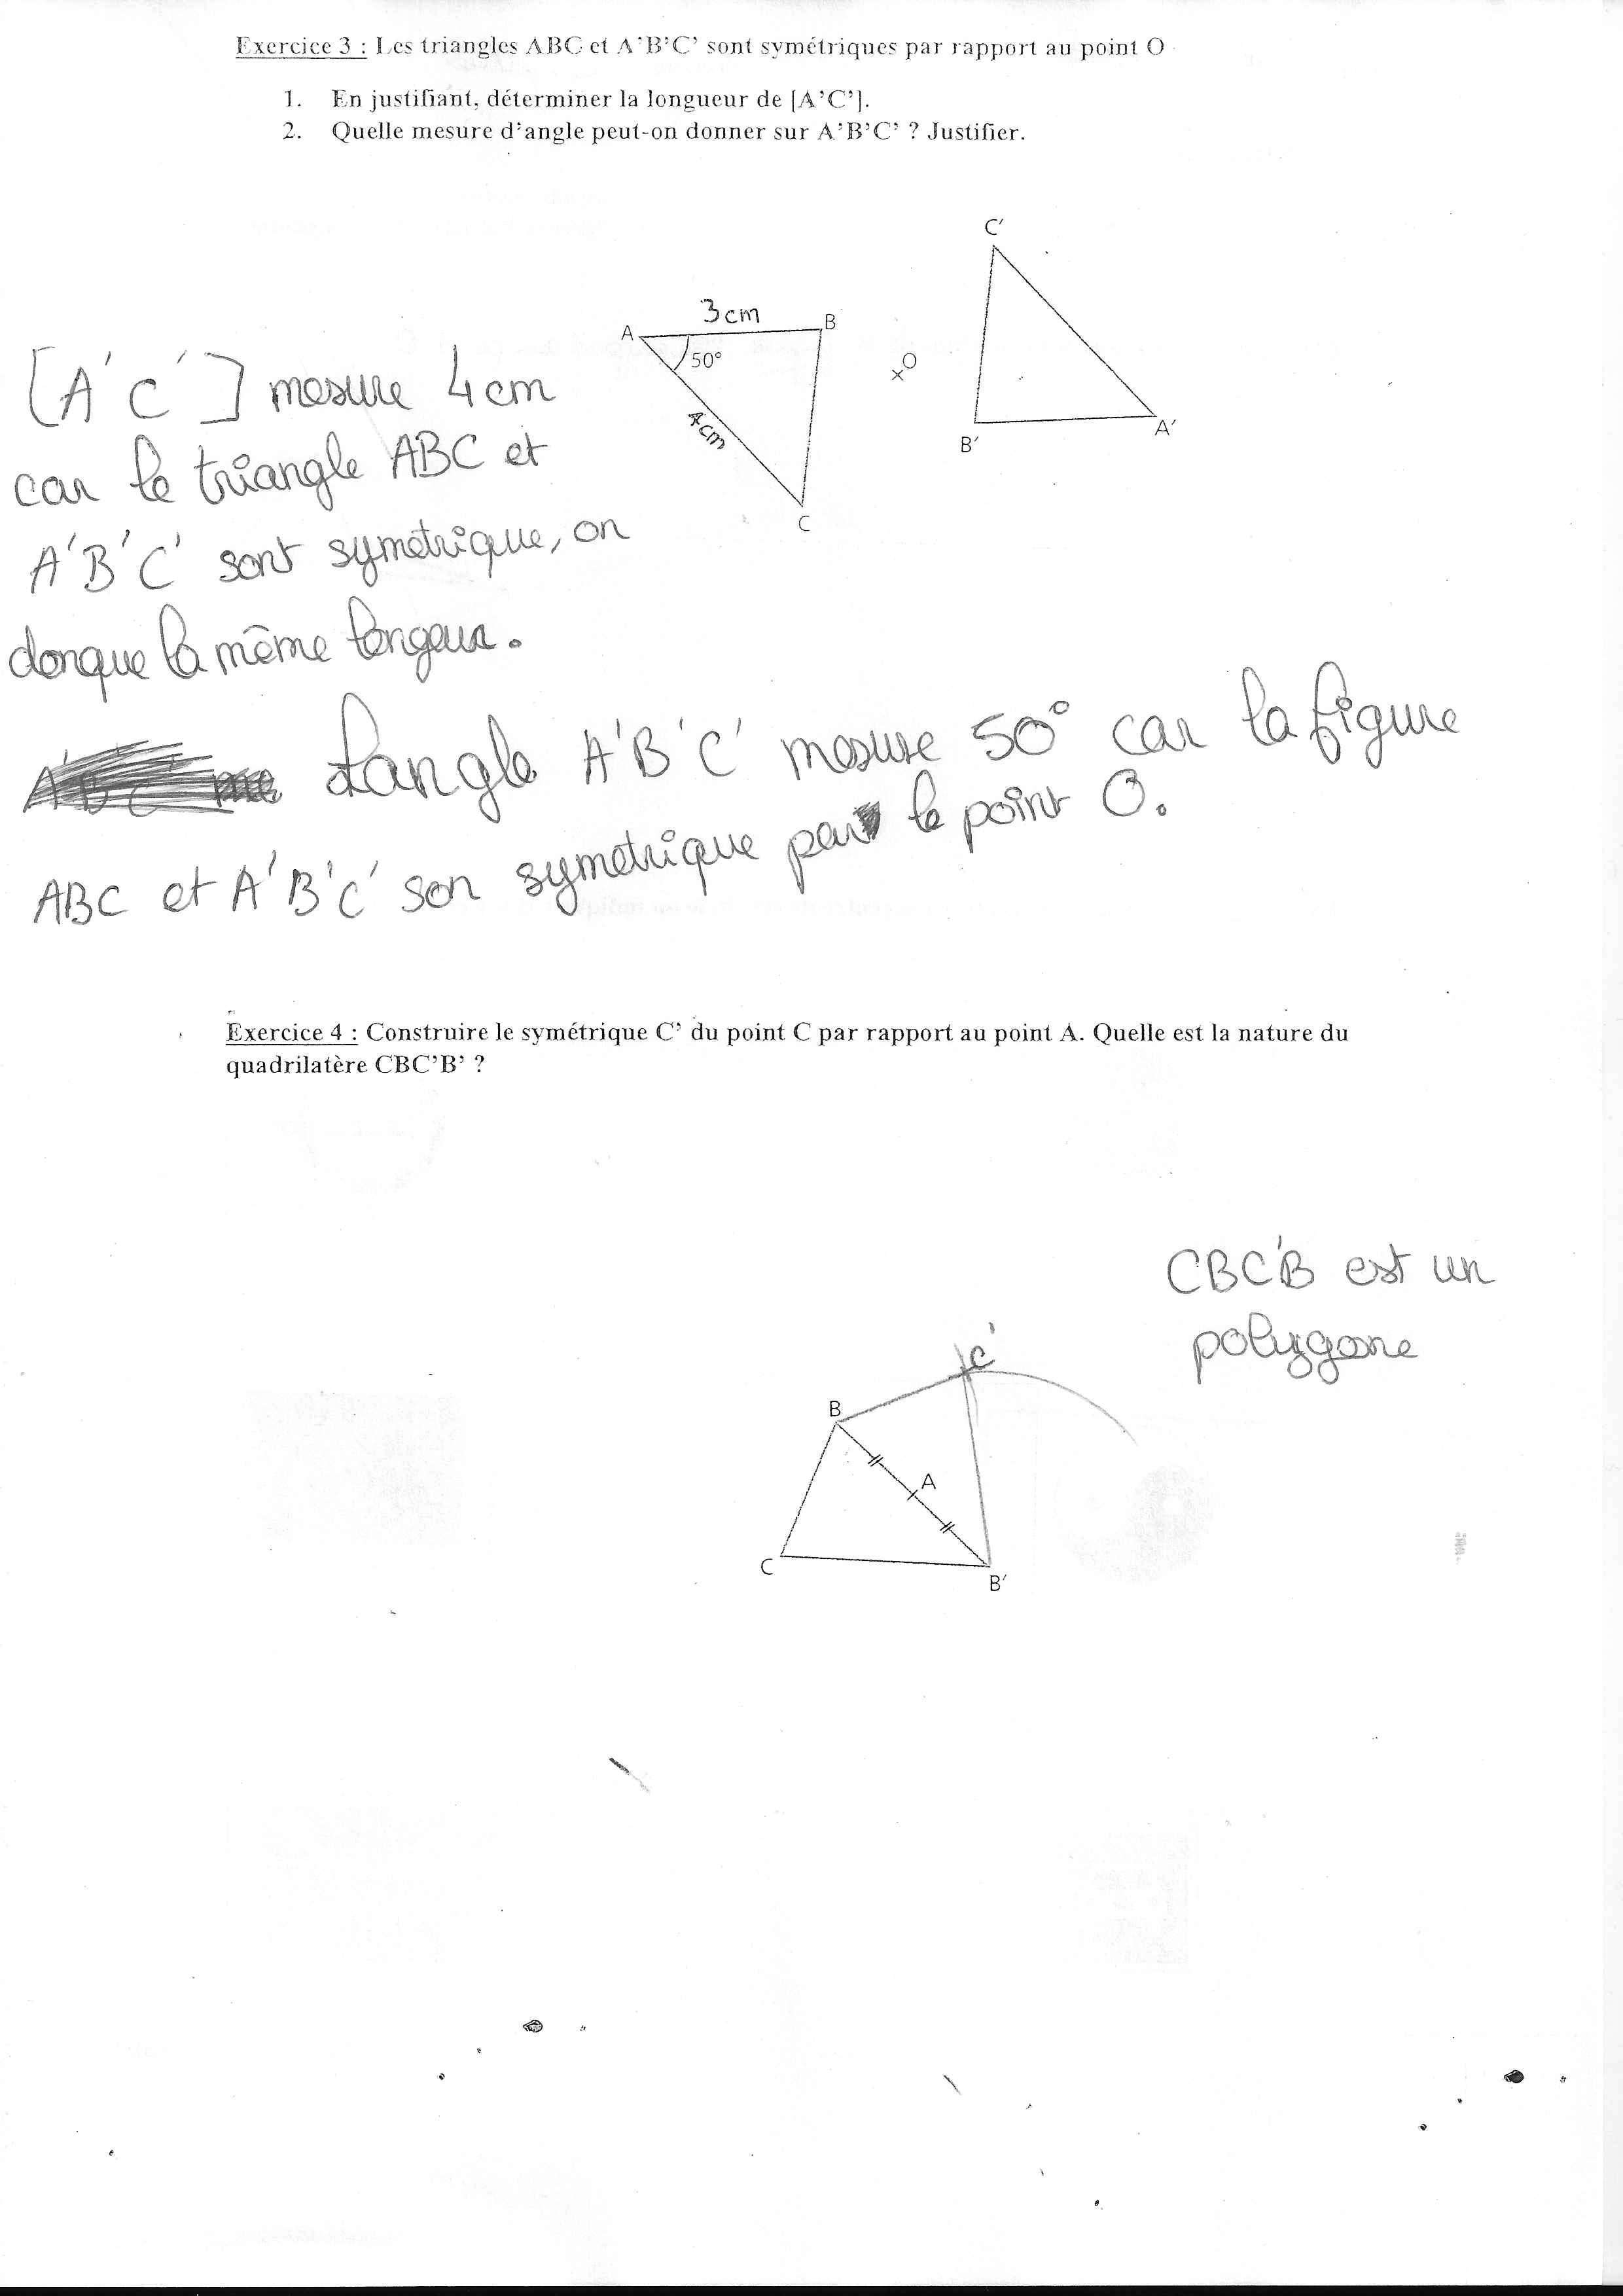 Exercice 3 : Les triangles ABC et A’B’C’ sont symétriques par rapport au point O
1. En justifiant, déterminer la longueur de [A’C’].
2. Quelle mesure d’angle peut-on donner sur A’B’C’ ? Justifier.
C′
3cm
A
B
50°
O
4cm
B′
A′
C
[A'C'] mesure 4cm
car le triangle ABC et
A'B'C' sont symetrique, on
donque la même longeur.
L'angle A'B'C' mesure 50° car la figure
ABC et A'B'C' son symetrique par le point O.
Exercice 4 : Construire le symétrique C’ du point C par rapport au point A. Quelle est la nature du
quadrilatère CBC’B’ ?
CBC'B est un
polygone
C'
B
A
C
B′